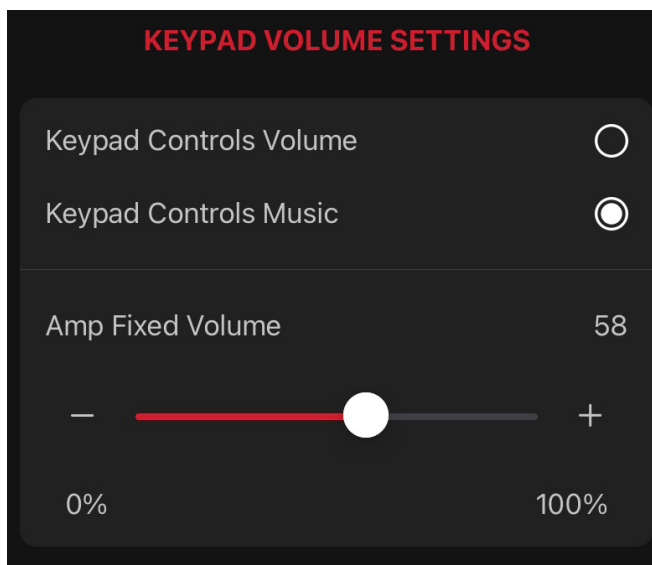 KEYPAD VOLUME SETTINGS
Keypad Controls Volume
Keypad Controls Music
Amp Fixed Volume 58
− +
0% 100%